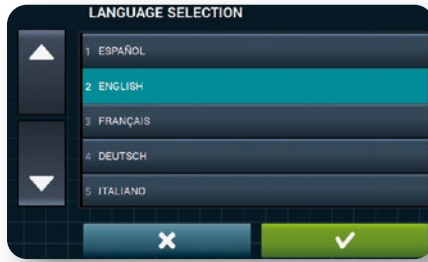 LANGUAGE SELECTION
1 ESPAÑOL
2 ENGLISH
3 FRANÇAIS
4 DEUTSCH
5 ITALIANO